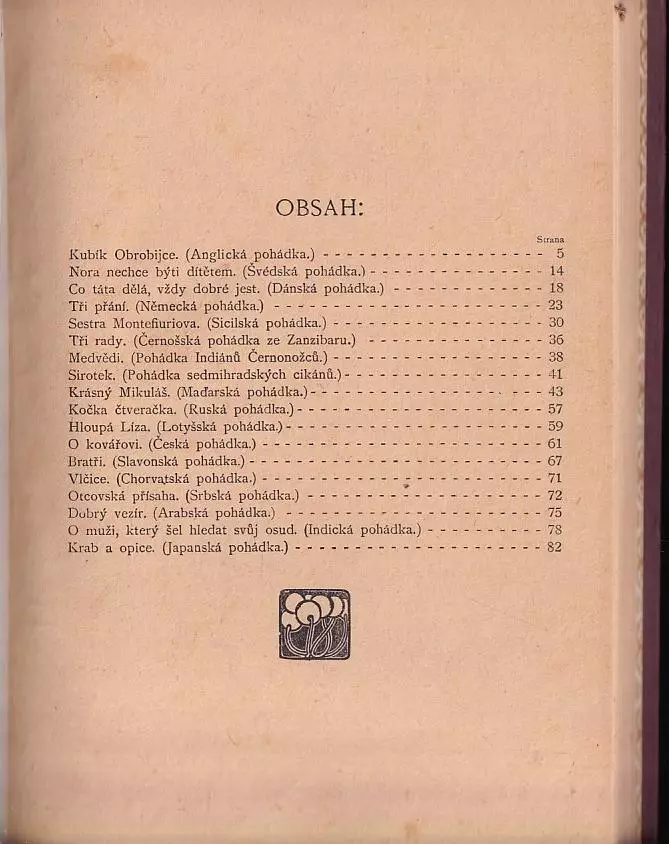 OBSAH:
Strana
Kubík Obrobijce. (Anglická pohádka.) - - - - - - - - - - - - - - - - - - - 5
Nora nechce býti dítětem. (Švédská pohádka.) - - - - - - - - - - - - - - - 14
Co táta dělá, vždy dobré jest. (Dánská pohádka.) - - - - - - - - - - - - - 18
Tři přání. (Německá pohádka.) - - - - - - - - - - - - - - - - - - - - - - - 23
Sestra Montefiuriova. (Sicilská pohádka.) - - - - - - - - - - - - - - - - - - 30
Tři rady. (Černošská pohádka ze Zanzibaru.) - - - - - - - - - - - - - - - 36
Medvědi. (Pohádka Indiánů Černonožců.) - - - - - - - - - - - - - - - - - - 38
Sirotek. (Pohádka sedmihradských cikánů.) - - - - - - - - - - - - - - - - - 41
Krásný Mikuláš. (Maďarská pohádka.) - - - - - - - - - - - - - - - - - - - - 43
Kočka čtveračka. (Ruská pohádka.) - - - - - - - - - - - - - - - - - - - - - 57
Hloupá Líza. (Lotyšská pohádka.) - - - - - - - - - - - - - - - - - - - - - - 59
O kovářovi. (Česká pohádka.) - - - - - - - - - - - - - - - - - - - - - - - - 61
Bratři. (Slavonská pohádka.) - - - - - - - - - - - - - - - - - - - - - - - - - 67
Vlčice. (Chorvatská pohádka.) - - - - - - - - - - - - - - - - - - - - - - - - 71
Otcovská přísaha. (Srbská pohádka.) - - - - - - - - - - - - - - - - - - - - 72
Dobrý vezír. (Arabská pohádka.) - - - - - - - - - - - - - - - - - - - - - - 75
O muži, který šel hledat svůj osud. (Indická pohádka.) - - - - - - - - - - 78
Krab a opice. (Japanská pohádka.) - - - - - - - - - - - - - - - - - - - - - 82